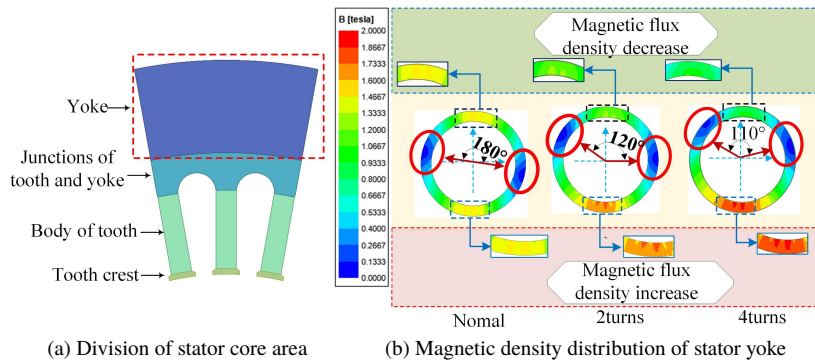 Yoke
Junctions of
tooth and yoke
Body of tooth
Tooth crest
(a) Division of stator core area
B [tesla]
2.0000
1.8667
1.7333
1.6000
1.4667
1.3333
1.2000
1.0667
0.9333
0.8000
0.6667
0.5333
0.4000
0.2667
0.1333
0.0000
Magnetic flux
density decrease
180°
120°
110°
Magnetic flux
density increase
Nomal
2turns
4turns
(b) Magnetic density distribution of stator yoke